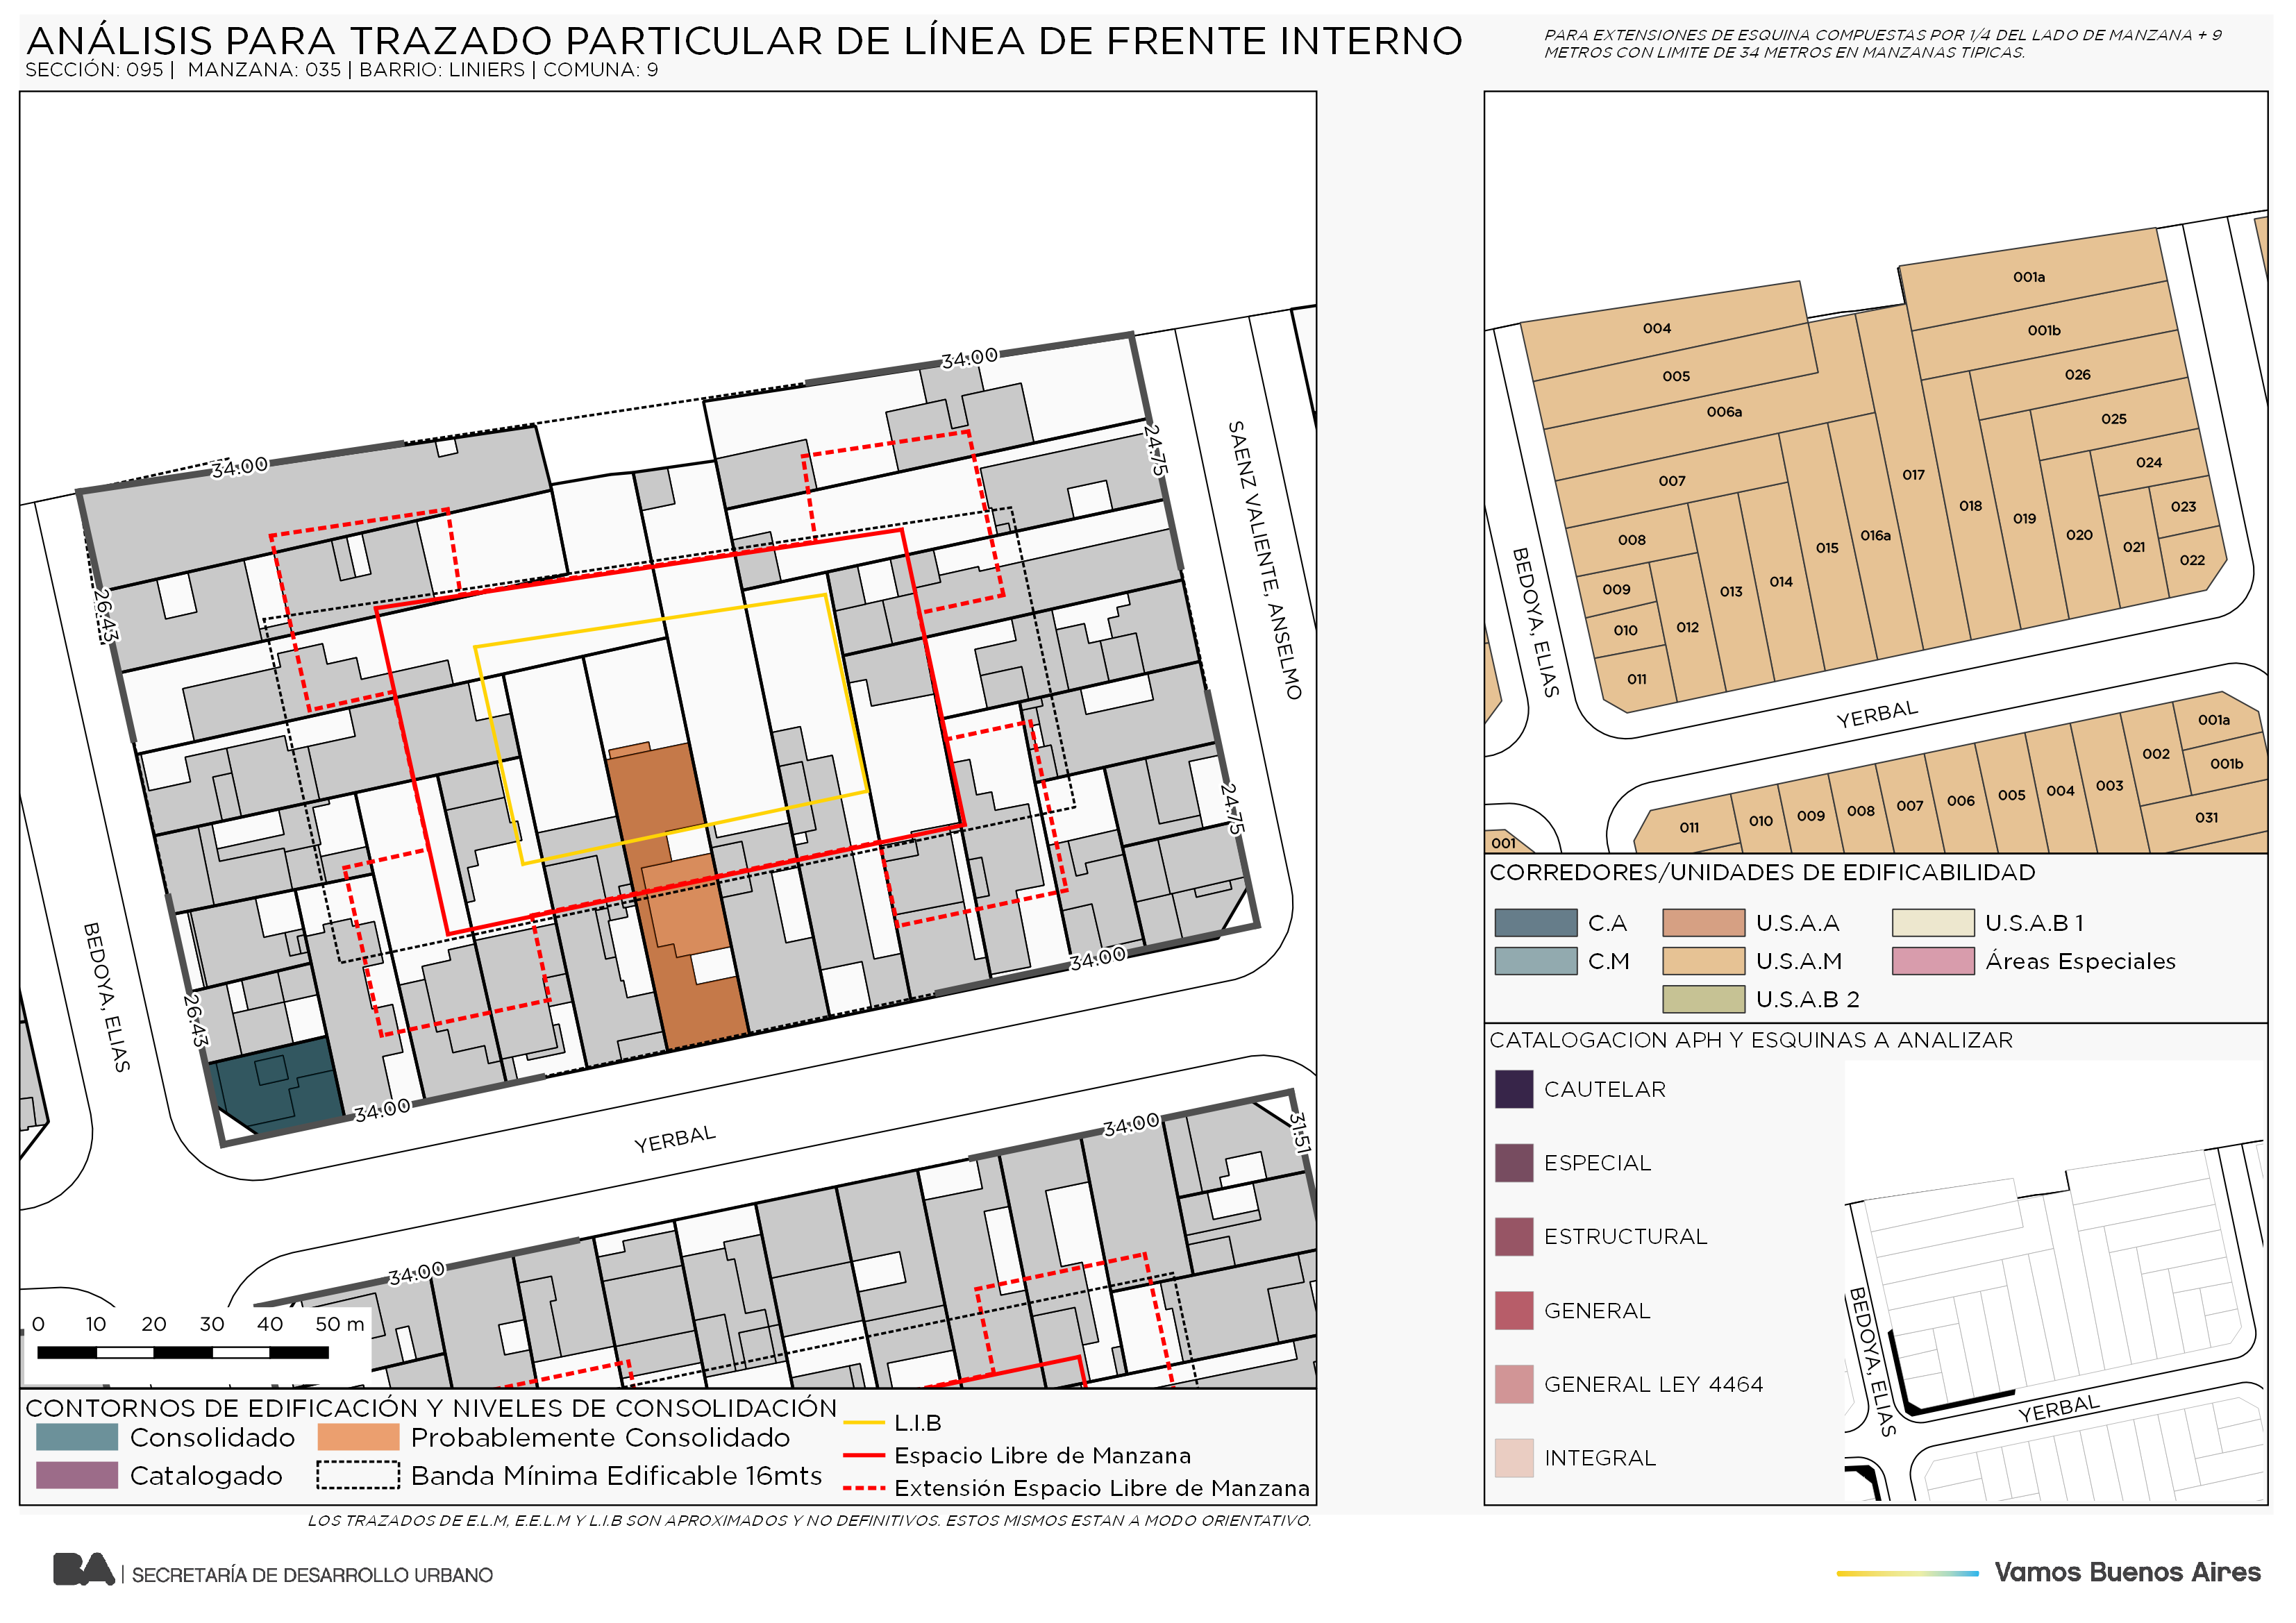 ANÁLISIS PARA TRAZADO PARTICULAR DE LÍNEA DE FRENTE INTERNO
SECCIÓN: 095 | MANZANA: 035 | BARRIO: LINIERS | COMUNA: 9
PARA EXTENSIONES DE ESQUINA COMPUESTAS POR 1/4 DEL LADO DE MANZANA + 9
METROS CON LIMITE DE 34 METROS EN MANZANAS TIPICAS.
34.00
34.00
24.75
SAENZ VALIENTE, ANSELMO
26.43
24.75
BEDOYA, ELIAS
26.43
34.00
34.00
YERBAL
34.00
31.51
34.00
0 10 20 30 40 50 m
CONTORNOS DE EDIFICACIÓN Y NIVELES DE CONSOLIDACIÓN
Consolidado
Probablemente Consolidado
Catalogado
Banda Mínima Edificable 16mts
L.I.B
Espacio Libre de Manzana
Extensión Espacio Libre de Manzana
LOS TRAZADOS DE E.L.M, E.E.L.M Y L.I.B SON APROXIMADOS Y NO DEFINITIVOS. ESTOS MISMOS ESTAN A MODO ORIENTATIVO.
001a
004
001b
005
026
006a
025
007
017
024
018
023
019
008
016a
020
015
021
022
014
009
013
010
012
011
BEDOYA, ELIAS
YERBAL
001a
002
001b
003
004
005
006
007
008
009
010
011
031
001
CORREDORES/UNIDADES DE EDIFICABILIDAD
C.A
U.S.A.A
U.S.A.B 1
C.M
U.S.A.M
Áreas Especiales
U.S.A.B 2
CATALOGACION APH Y ESQUINAS A ANALIZAR
CAUTELAR
ESPECIAL
ESTRUCTURAL
GENERAL
GENERAL LEY 4464
INTEGRAL
BEDOYA, ELIAS
YERBAL
BA | SECRETARÍA DE DESARROLLO URBANO
Vamos Buenos Aires